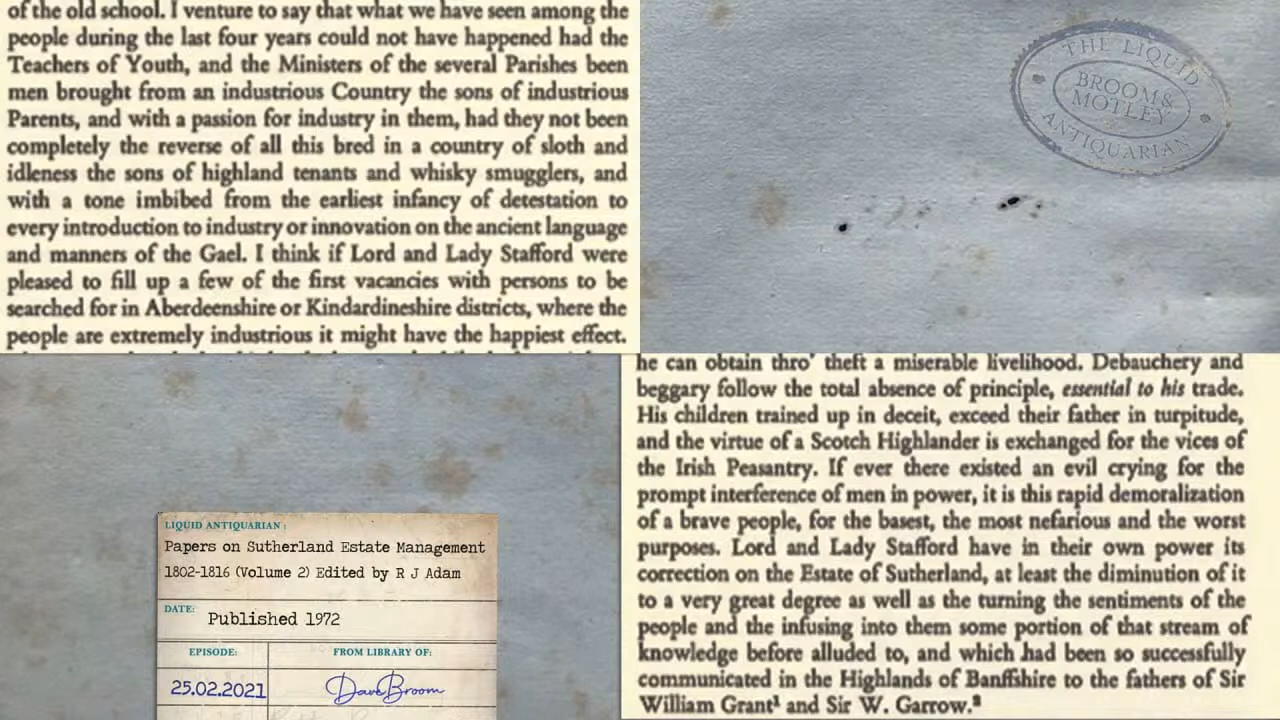 of the old school. I venture to say that what we have seen among the
people during the last four years could not have happened had the
Teachers of Youth, and the Ministers of the several Parishes been
men brought from an industrious Country the sons of industrious
Parents, and with a passion for industry in them, had they not been
completely the reverse of all this bred in a country of sloth and
idleness the sons of highland tenants and whisky smugglers, and
with a tone imbibed from the earliest infancy of detestation to
every introduction to industry or innovation on the ancient language
and manners of the Gael. I think if Lord and Lady Stafford were
pleased to fill up a few of the first vacancies with persons to be
searched for in Aberdeenshire or Kindardineshire districts, where the
people are extremely industrious it might have the happiest effect.
THE LIQUID
BROOM &
MOTLEY
ANTIQUARIAN
LIQUID ANTIQUARIAN :
Papers on Sutherland Estate Management
1802-1816 (Volume 2) Edited by R J Adam
DATE:
Published 1972
EPISODE: FROM LIBRARY OF:
25.02.2021 Dave Broom
he can obtain thro' theft a miserable livelihood. Debauchery and
beggary follow the total absence of principle, essential to his trade.
His children trained up in deceit, exceed their father in turpitude,
and the virtue of a Scotch Highlander is exchanged for the vices of
the Irish Peasantry. If ever there existed an evil crying for the
prompt interference of men in power, it is this rapid demoralization
of a brave people, for the basest, the most nefarious and the worst
purposes. Lord and Lady Stafford have in their own power its
correction on the Estate of Sutherland, at least the diminution of it
to a very great degree as well as the turning the sentiments of the
people and the infusing into them some portion of that stream of
knowledge before alluded to, and which had been so successfully
communicated in the Highlands of Banffshire to the fathers of Sir
William Grant¹ and Sir W. Garrow.²